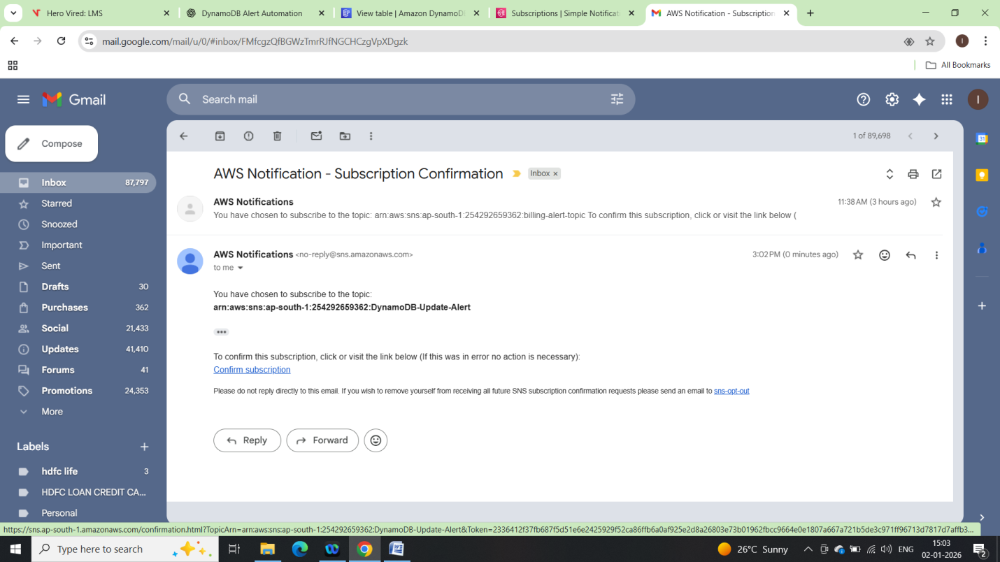 Hero Vired: LMS
DynamoDB Alert Automation
View table | Amazon DynamoD
Subscriptions | Simple Notificat
AWS Notification - Subscription
mail.google.com/mail/u/0/#inbox/FMfcgzQfBGWzTmrRJfNGCHCzgVpXDgzk
I
All Bookmarks
Gmail
Search mail
I
Compose
1 of 89,698
31
Inbox 87,797
Starred
Snoozed
Important
Sent
Drafts 30
Purchases 362
Social 21,433
Updates 41,410
Forums 41
Promotions 24,353
More
Labels
hdfc life 3
HDFC LOAN CREDIT CA...
Personal
AWS Notification - Subscription Confirmation Inbox ×
AWS Notifications 11:38 AM (3 hours ago)
You have chosen to subscribe to the topic: arn:aws:sns:ap-south-1:254292659362:billing-alert-topic To confirm this subscription, click or visit the link below (
AWS Notifications <no-reply@sns.amazonaws.com> 3:02 PM (0 minutes ago)
to me
You have chosen to subscribe to the topic:
arn:aws:sns:ap-south-1:254292659362:DynamoDB-Update-Alert
To confirm this subscription, click or visit the link below (If this was in error no action is necessary):
Confirm subscription
Please do not reply directly to this email. If you wish to remove yourself from receiving all future SNS subscription confirmation requests please send an email to sns-opt-out
Reply
Forward
https://sns.ap-south-1.amazonaws.com/confirmation.html?TopicArn=arn:aws:sns:ap-south-1:254292659362:DynamoDB-Update-Alert&Token=2336412f37fb687f5d51e6e2425929f52ca86ffb6a0af925e2d8a26803e73b01962fbcc9664e0e1807a667a721b5de3c971ff96713d7817d7affb3...
Type here to search
26°C Sunny
ENG
15:03
02-01-2026
2